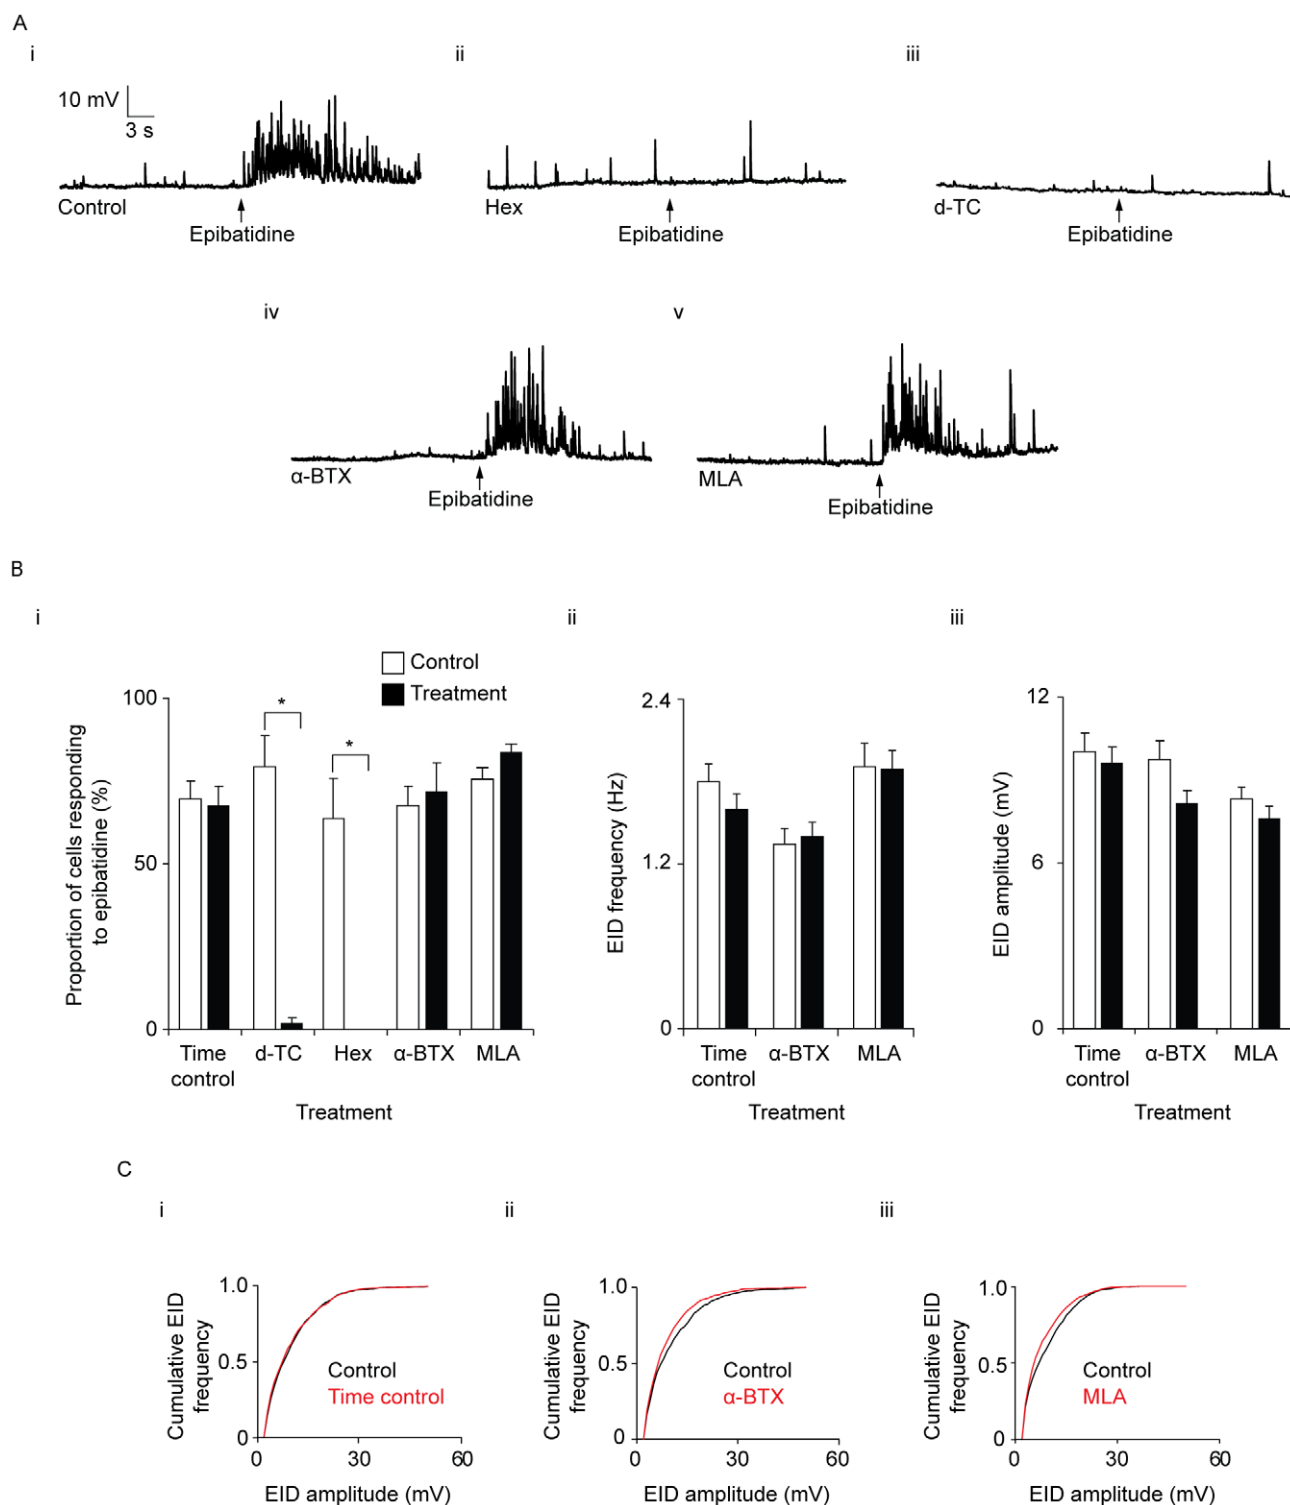 A
i
ii
iii
10 mV
3 s
Control
Epibatidine
Hex
Epibatidine
d-TC
Epibatidine
iv
v
α-BTX
Epibatidine
MLA
Epibatidine
B
i
ii
iii
Control
Treatment
Proportion of cells responding
to epibatidine (%)
100
50
0
*
*
Time
control
d-TC
Hex
α-BTX
MLA
Treatment
EID frequency (Hz)
2.4
1.2
0
Time
control
α-BTX
MLA
Treatment
EID amplitude (mV)
12
6
0
Time
control
α-BTX
MLA
Treatment
C
i
ii
iii
Cumulative EID
frequency
1.0
0.5
0
Control
Time control
0
30
60
EID amplitude (mV)
Cumulative EID
frequency
1.0
0.5
0
Control
α-BTX
0
30
60
EID amplitude (mV)
Cumulative EID
frequency
1.0
0.5
0
Control
MLA
0
30
60
EID amplitude (mV)